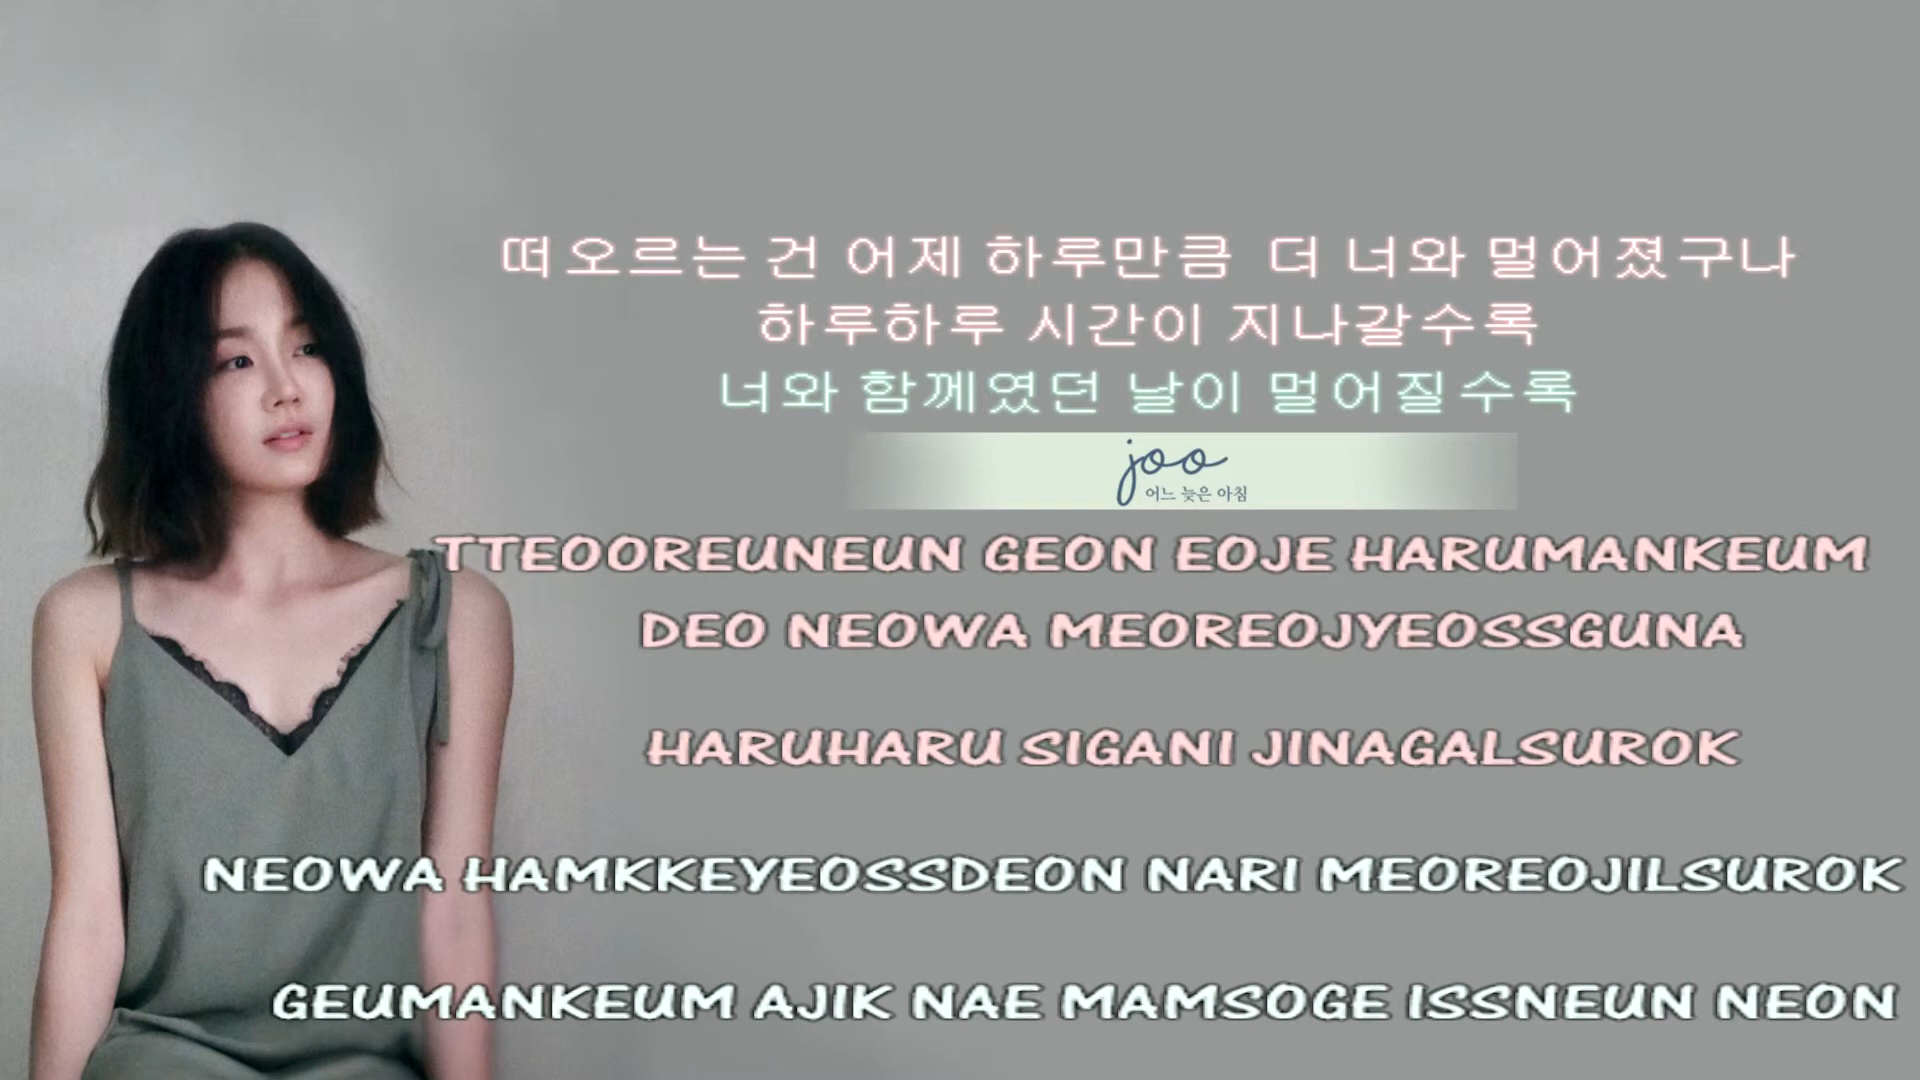 떠오르는 건 어제 하루만큼 더 너와 멀어졌구나
하루하루 시간이 지나갈수록
너와 함께였던 날이 멀어질수록
joo
어느 늦은 아침
TTEOOREUNEUN GEON EOJE HARUMANKEUM
DEO NEOWA MEOREOJYEOSSGUNA
HARUHARU SIGANI JINAGALSUROK
NEOWA HAMKKEYEOSSDEON NARI MEOREOJILSUROK
GEUMANKEUM AJIK NAE MAMSOGE ISSNEUN NEON